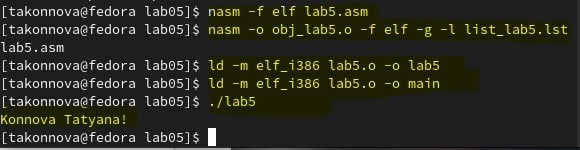 [takonnova@fedora lab05]$ nasm -f elf lab5.asm
[takonnova@fedora lab05]$ nasm -o obj_lab5.o -f elf -g -l list_lab5.lst
lab5.asm
[takonnova@fedora lab05]$ ld -m elf_i386 lab5.o -o lab5
[takonnova@fedora lab05]$ ld -m elf_i386 lab5.o -o main
[takonnova@fedora lab05]$ ./lab5
Konnova Tatyana!
[takonnova@fedora lab05]$